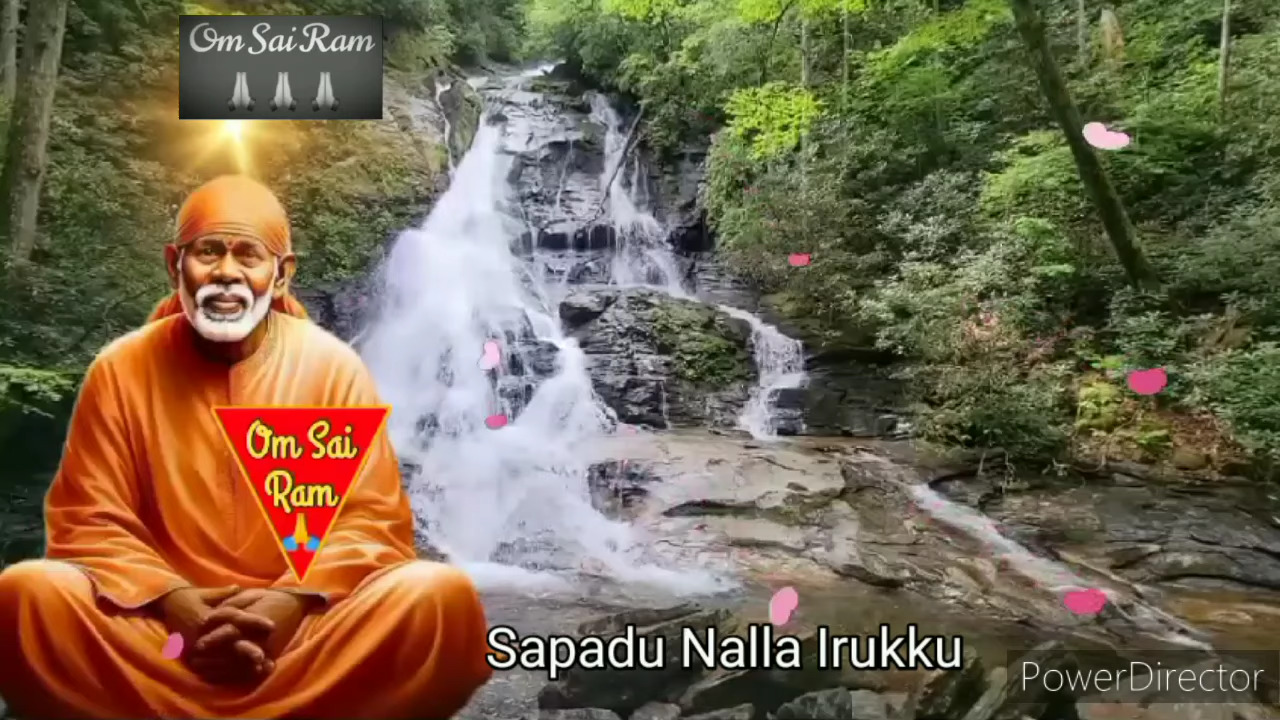 Om Sai Ram
🙏🙏🙏
Om Sai
Ram
🙏
Sapadu Nalla Irukku
PowerDirector